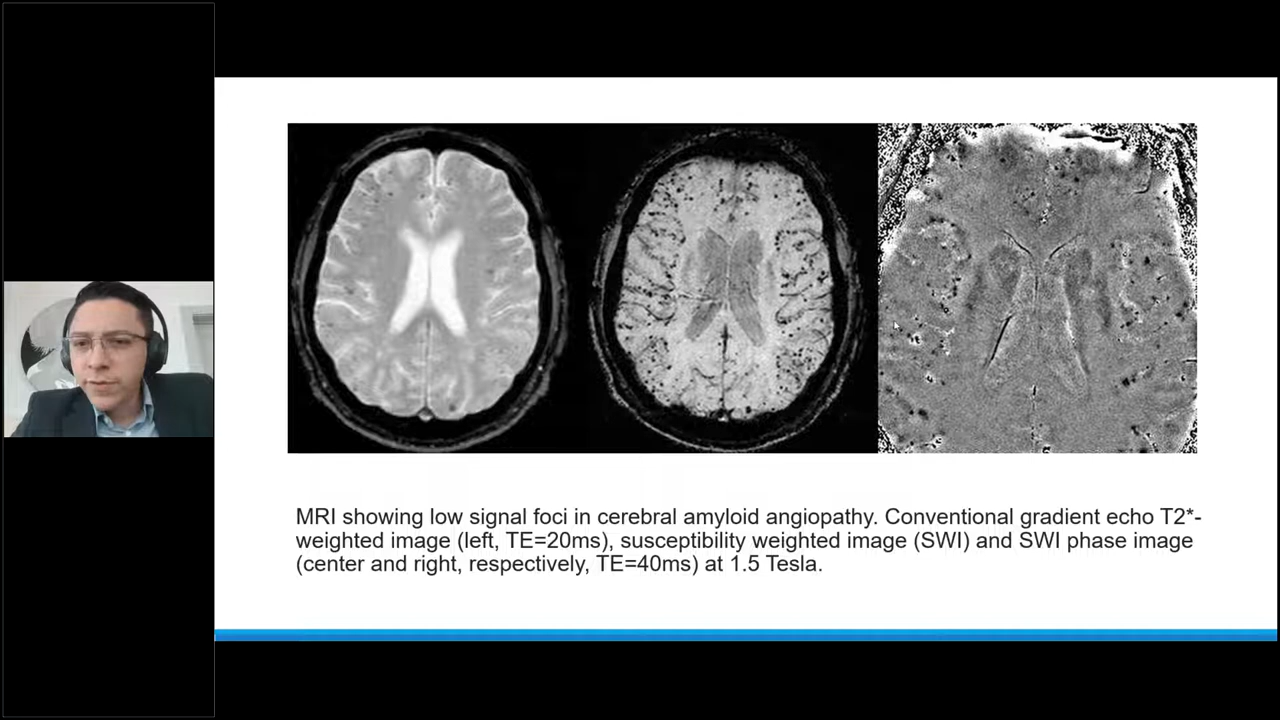 MRI showing low signal foci in cerebral amyloid angiopathy. Conventional gradient echo T2*-
weighted image (left, TE=20ms), susceptibility weighted image (SWI) and SWI phase image
(center and right, respectively, TE=40ms) at 1.5 Tesla.